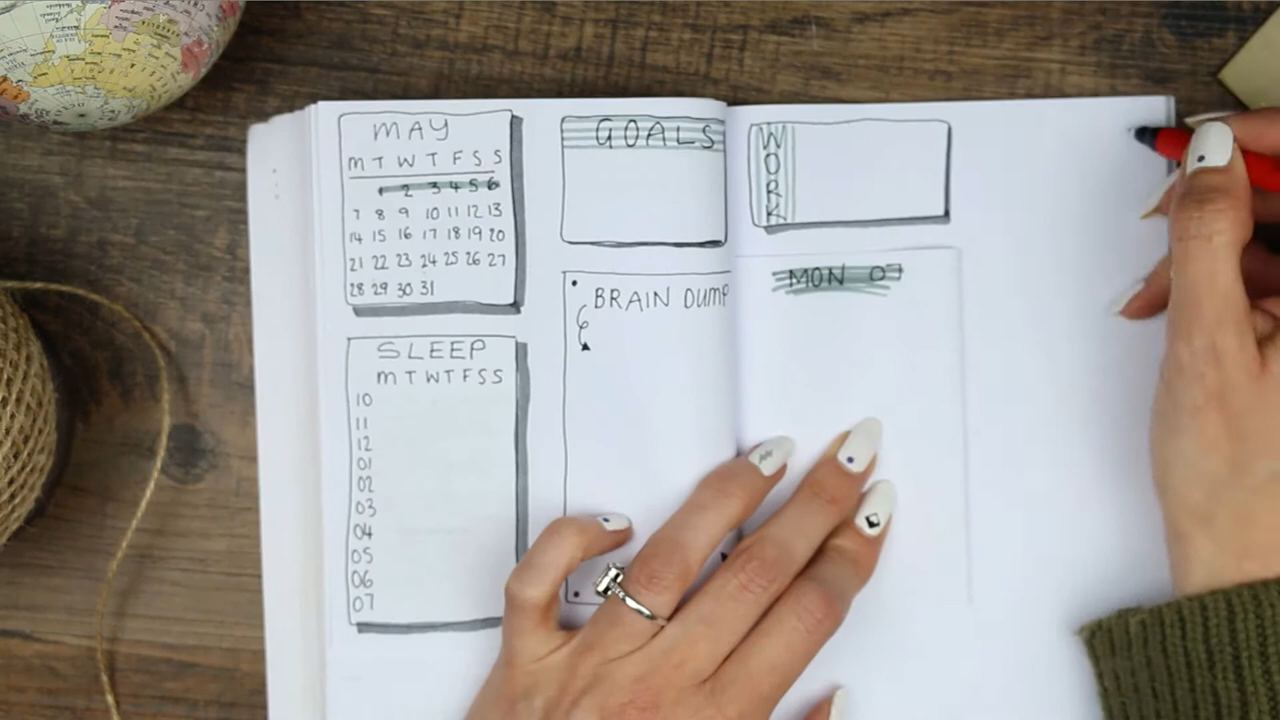 MAY
M T W T F S S
1 2 3 4 5 6
7 8 9 10 11 12 13
14 15 16 17 18 19 20
21 22 23 24 25 26 27
28 29 30 31
SLEEP
M T W T F S S
10
11
12
01
02
03
04
05
06
07
GOALS
BRAIN DUMP
WORK
MON 07